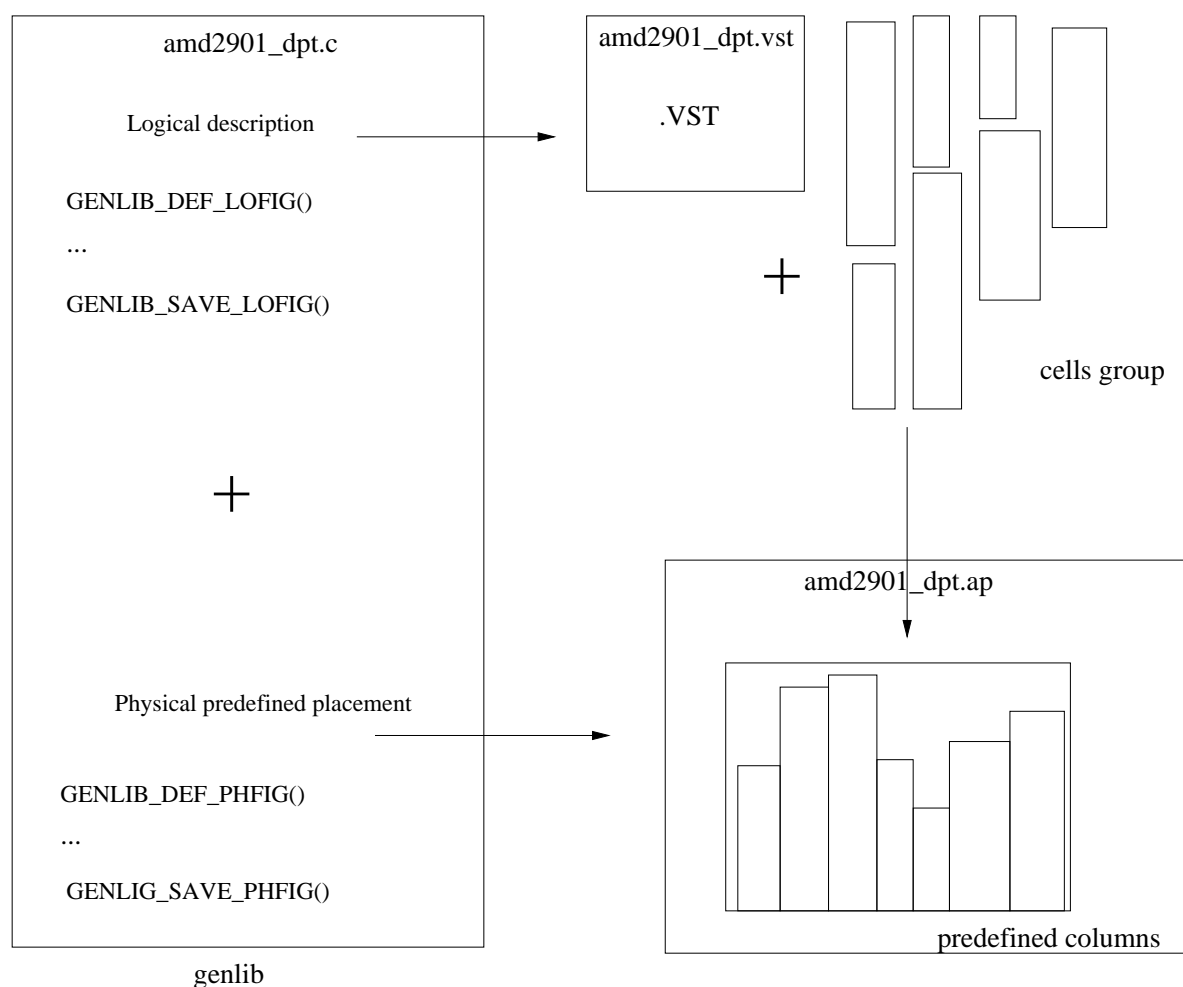 amd2901_dpt.c
Logical description
GENLIB_DEF_LOFIG()
...
GENLIB_SAVE_LOFIG()
+
Physical predefined placement
GENLIB_DEF_PHFIG()
...
GENLIG_SAVE_PHFIG()
genlib
amd2901_dpt.vst
.VST
+
cells group
amd2901_dpt.ap
predefined columns